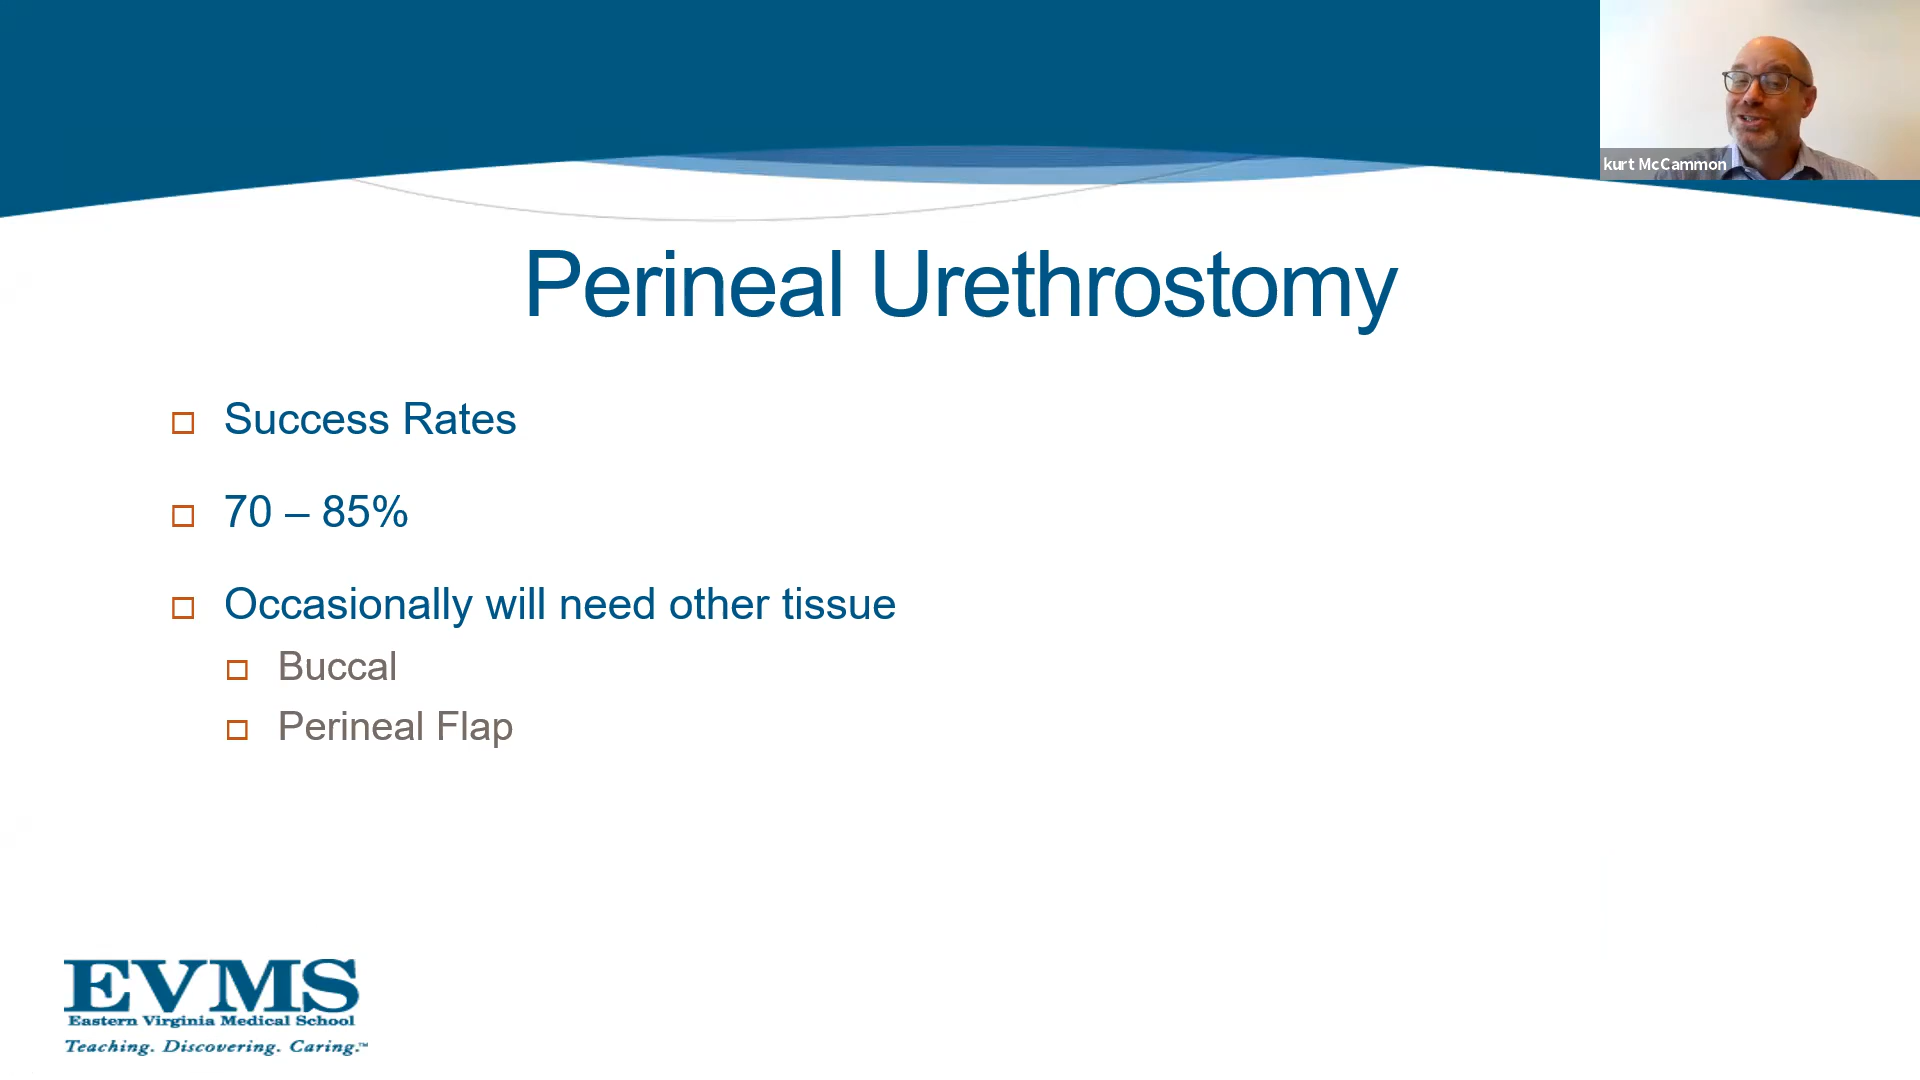 kurt McCammon
Perineal Urethrostomy
Success Rates
70 – 85%
Occasionally will need other tissue
Buccal
Perineal Flap
EVMS
Eastern Virginia Medical School
Teaching. Discovering. Caring.™